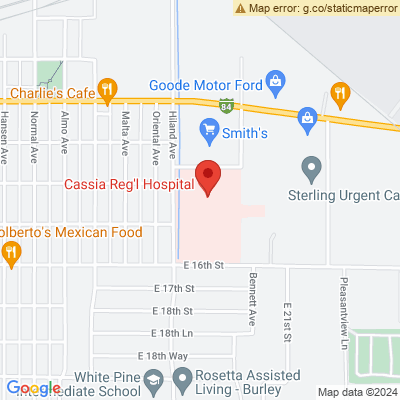 Map error: g.co/staticmaperror
Goode Motor Ford
Charlie's Cafe
84
Hansen Ave
Normal Ave
Almo Ave
Malta Ave
Oriental Ave
Hiland Ave
Smith's
Cassia Reg'l Hospital
Sterling Urgent Ca
olberto's Mexican Food
E 16th St
E 17th St
Bennett Ave
E 21st St
Pleasantview Ln
E 18th St
E 18th Ln
E 18th Way
White Pine
Intermediate School
Rosetta Assisted
Living - Burley
Google
Map data ©2024